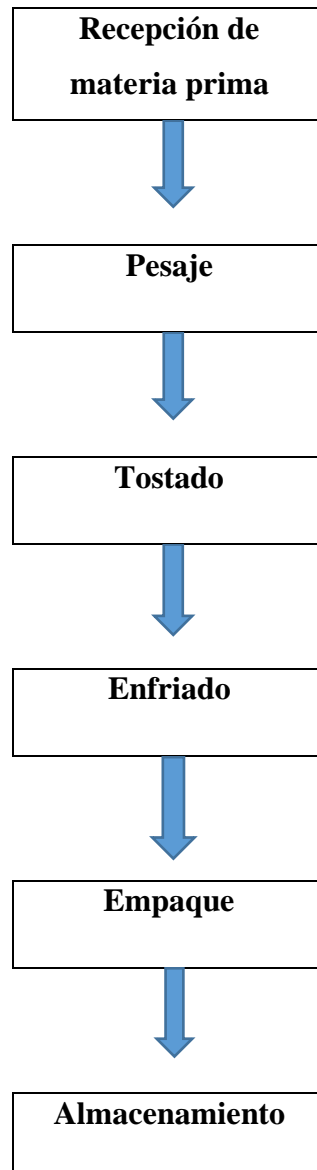 Recepción de
materia prima
Pesaje
Tostado
Enfriado
Empaque
Almacenamiento